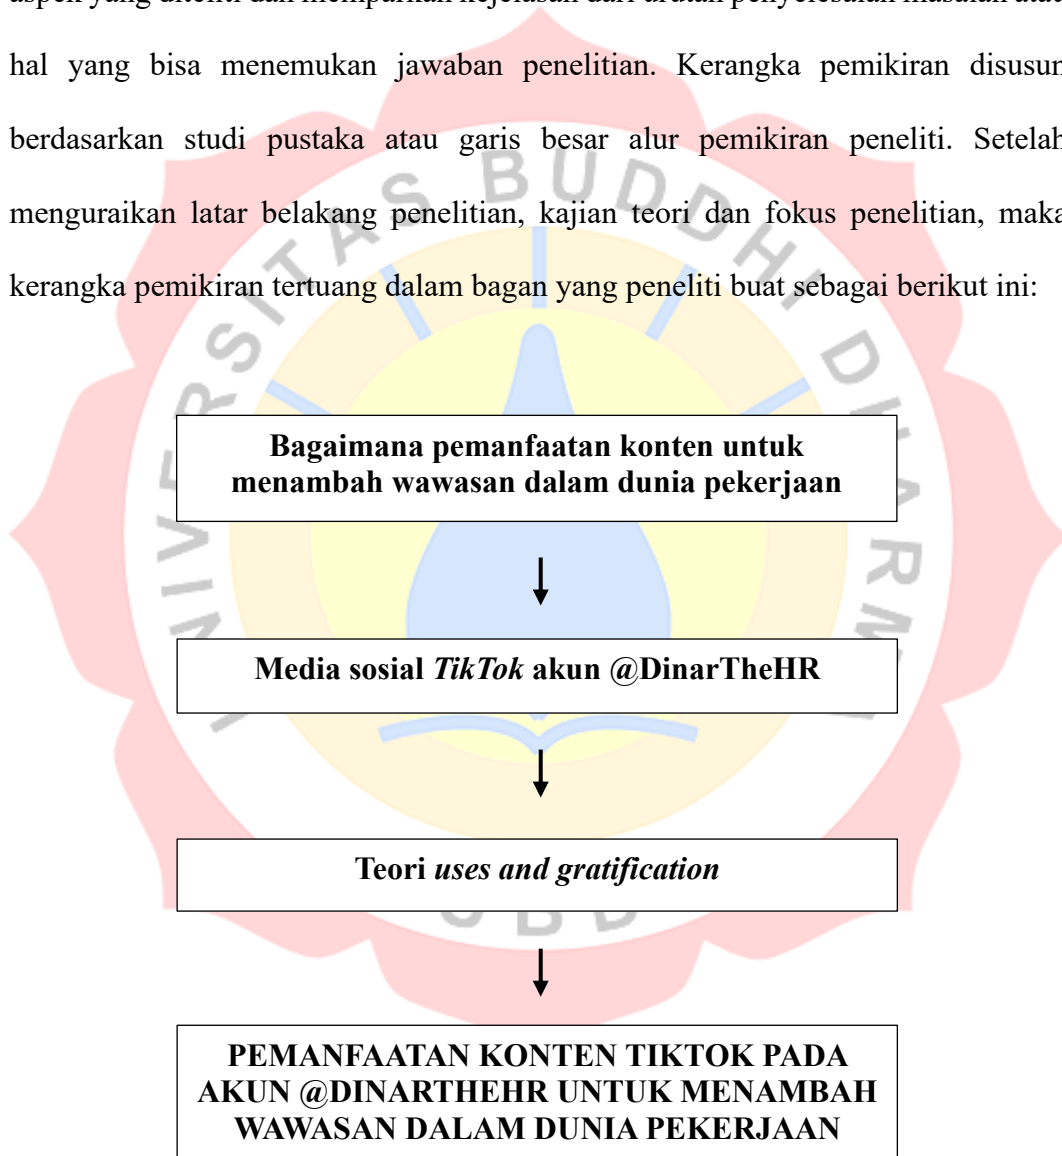 aspek yang diteliti dan memparkan kejelasan dari urutan penyelesaian masalah atau
hal yang bisa menemukan jawaban penelitian. Kerangka pemikiran disusun
berdasarkan studi pustaka atau garis besar alur pemikiran peneliti. Setelah
menguraikan latar belakang penelitian, kajian teori dan fokus penelitian, maka
kerangka pemikiran tertuang dalam bagan yang peneliti buat sebagai berikut ini:
Bagaimana pemanfaatan konten untuk
menambah wawasan dalam dunia pekerjaan
Media sosial TikTok akun @DinarTheHR
Teori uses and gratification
PEMANFAATAN KONTEN TIKTOK PADA
AKUN @DINARTHEHR UNTUK MENAMBAH
WAWASAN DALAM DUNIA PEKERJAAN
UNIVERSITAS BUDDHI DHARMA
UBD